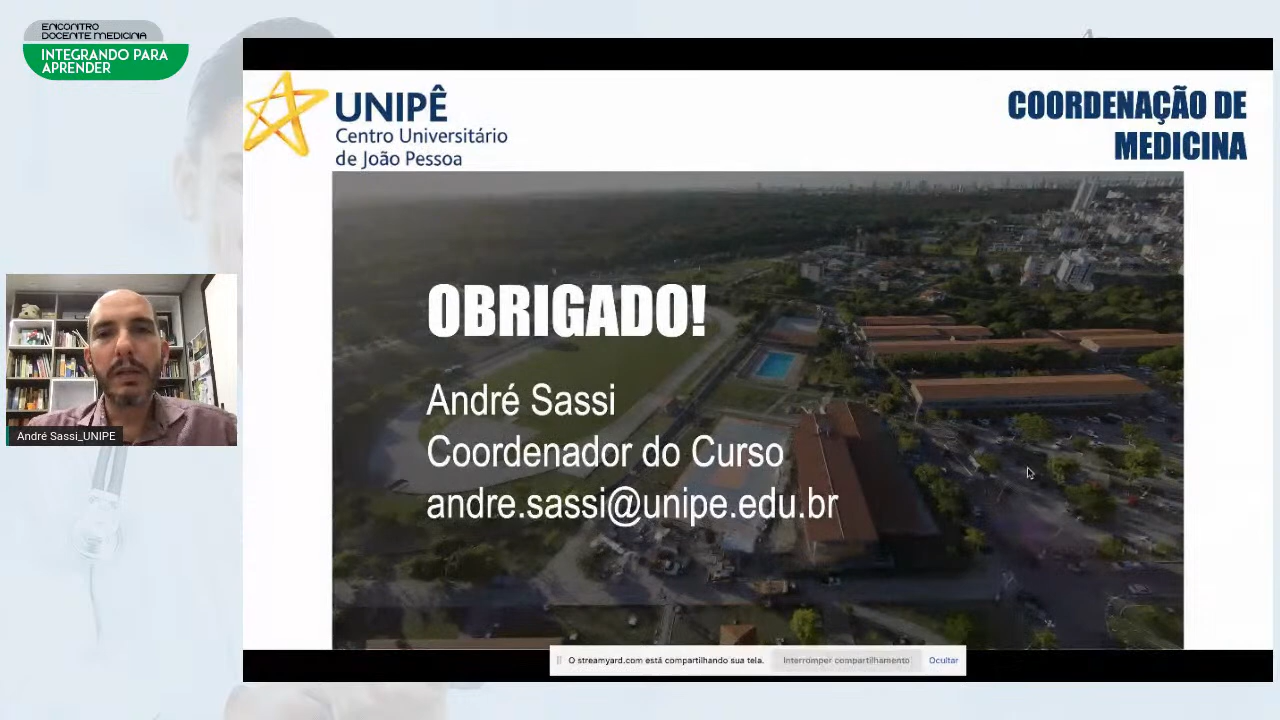 ENCONTRO
DOCENTE MEDICINA
INTEGRANDO PARA
APRENDER
UNIPÊ
Centro Universitário
de João Pessoa
COORDENAÇÃO DE
MEDICINA
OBRIGADO!
André Sassi
Coordenador do Curso
andre.sassi@unipe.edu.br
André Sassi_UNIPE
O streamyard.com está compartilhando sua tela.
Interromper compartilhamento
Ocultar